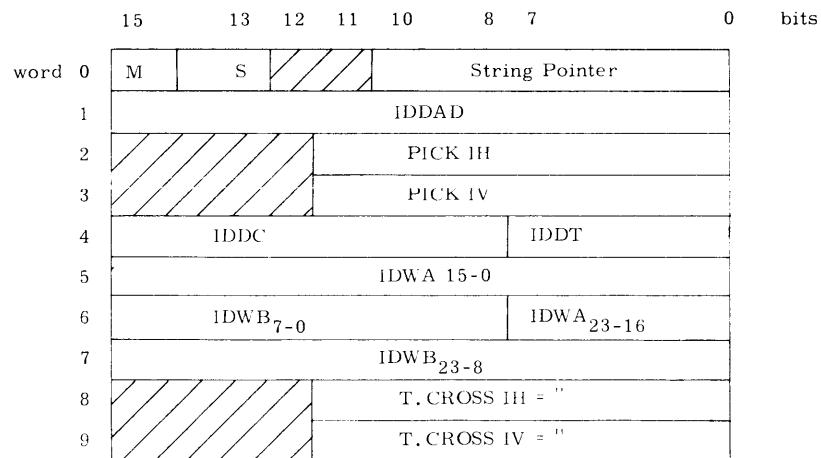 15 13 12 11 10 8 7 0 bits
word 0 M S String Pointer
1 IDDAD
2 PICK IH
3 PICK IV
4 IDDC IDDT
5 IDWA 15-0
6 IDWB7-0 IDWA23-16
7 IDWB23-8
8 T.CROSS IH = "
9 T.CROSS IV = "